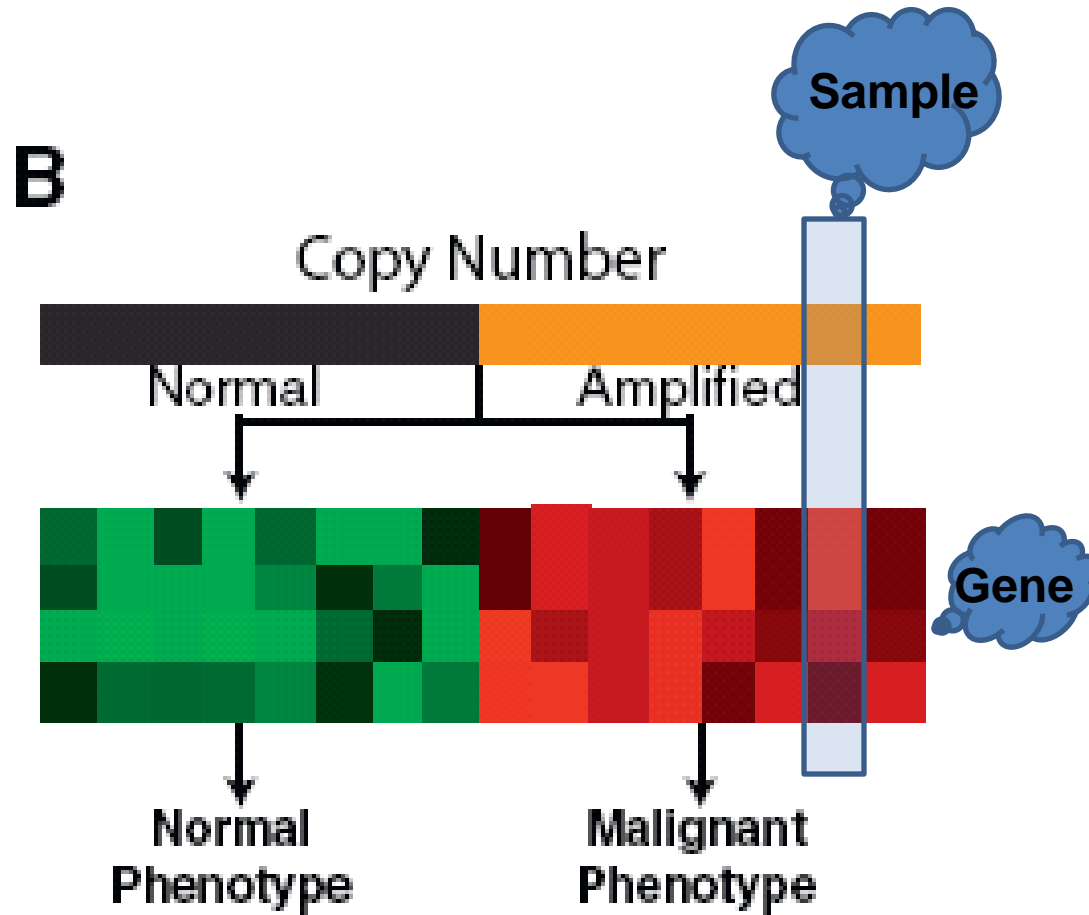 Sample
B
Copy Number
Normal
Amplified
Gene
Normal
Phenotype
Malignant
Phenotype